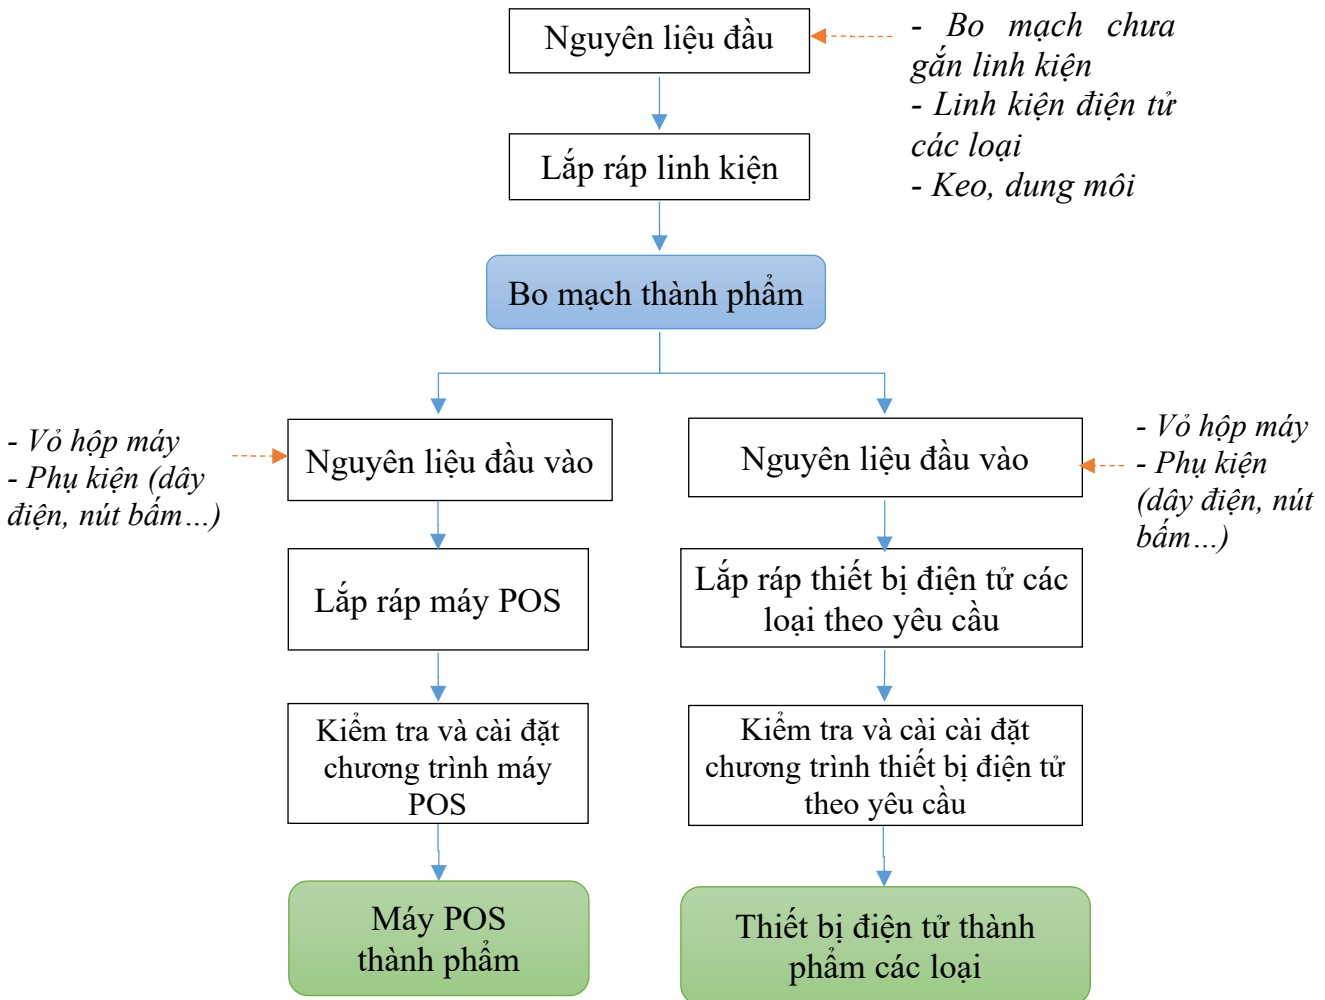 Nguyên liệu đầu
- Bo mạch chưa
gắn linh kiện
- Linh kiện điện tử
các loại
- Keo, dung môi
Lắp ráp linh kiện
Bo mạch thành phẩm
- Vỏ hộp máy
- Phụ kiện (dây
điện, nút bấm…)
Nguyên liệu đầu vào
Nguyên liệu đầu vào
- Vỏ hộp máy
- Phụ kiện
(dây điện, nút
bấm…)
Lắp ráp máy POS
Lắp ráp thiết bị điện tử các
loại theo yêu cầu
Kiểm tra và cài đặt
chương trình máy
POS
Kiểm tra và cài cài đặt
chương trình thiết bị điện tử
theo yêu cầu
Máy POS
thành phẩm
Thiết bị điện tử thành
phẩm các loại